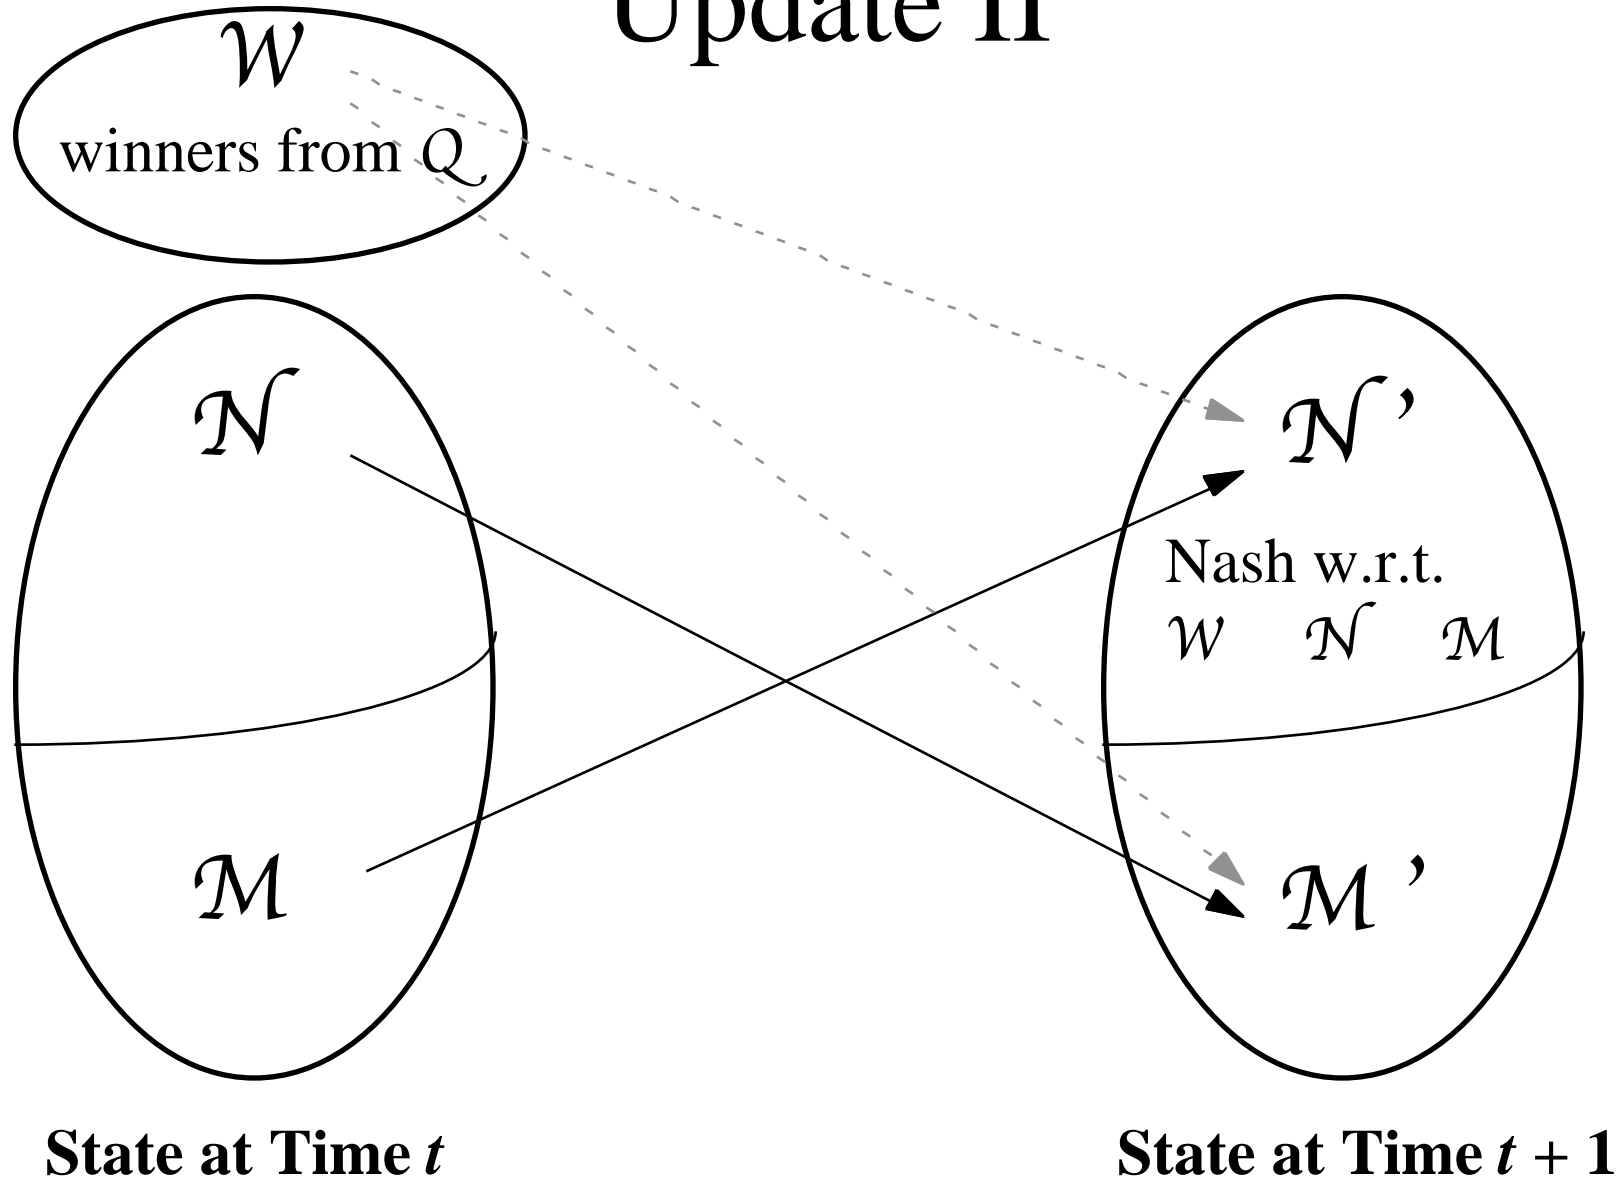 Update II
W
winners from Q
N
M
N ’
Nash w.r.t.
W N M
M ’
State at Time t
State at Time t + 1